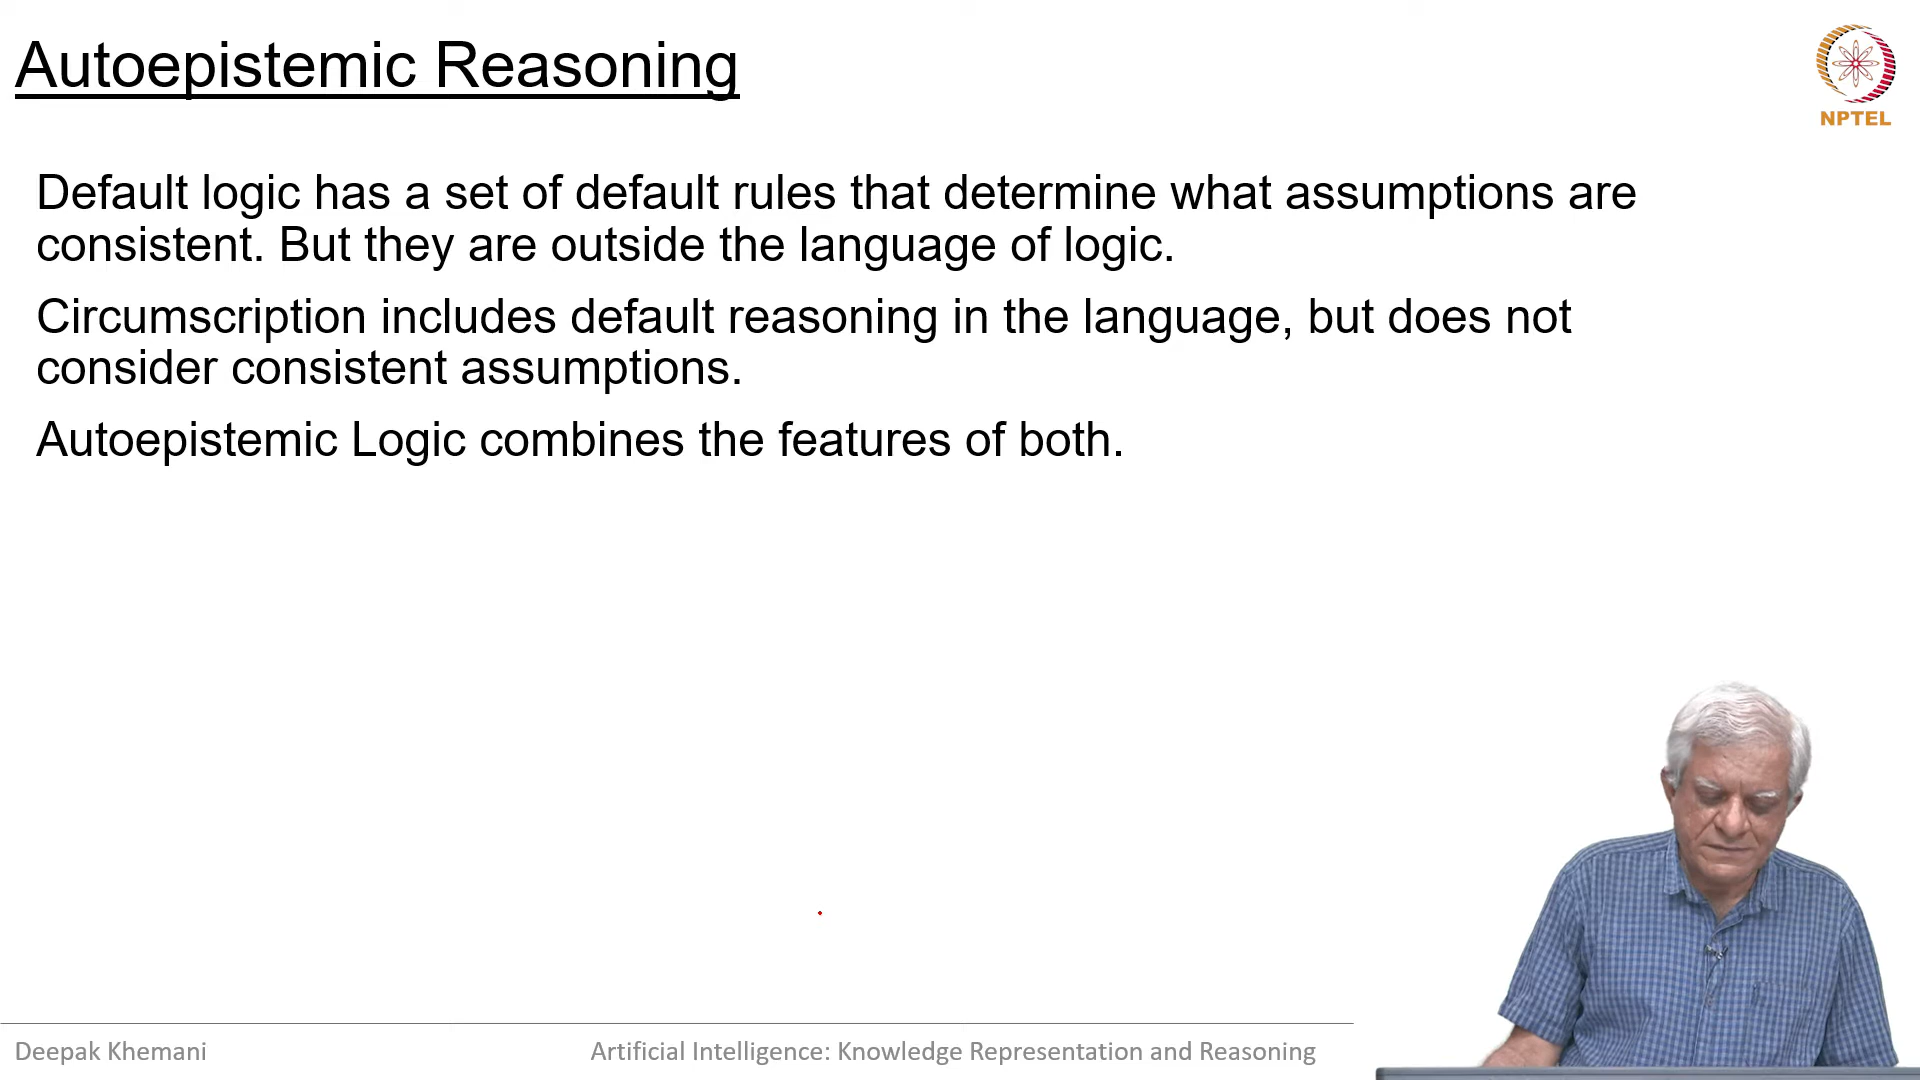 Autoepistemic Reasoning
NPTEL
Default logic has a set of default rules that determine what assumptions are
consistent. But they are outside the language of logic.
Circumscription includes default reasoning in the language, but does not
consider consistent assumptions.
Autoepistemic Logic combines the features of both.
Deepak Khemani
Artificial Intelligence: Knowledge Representation and Reasoning